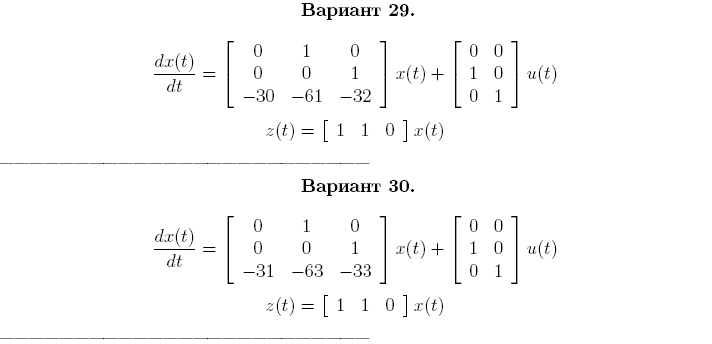 Вариант 29.
dx(t)/dt = [ 0 1 0 ; 0 0 1 ; −30 −61 −32 ] x(t) + [ 0 0 ; 1 0 ; 0 1 ] u(t)
z(t) = [ 1 1 0 ] x(t)
Вариант 30.
dx(t)/dt = [ 0 1 0 ; 0 0 1 ; −31 −63 −33 ] x(t) + [ 0 0 ; 1 0 ; 0 1 ] u(t)
z(t) = [ 1 1 0 ] x(t)